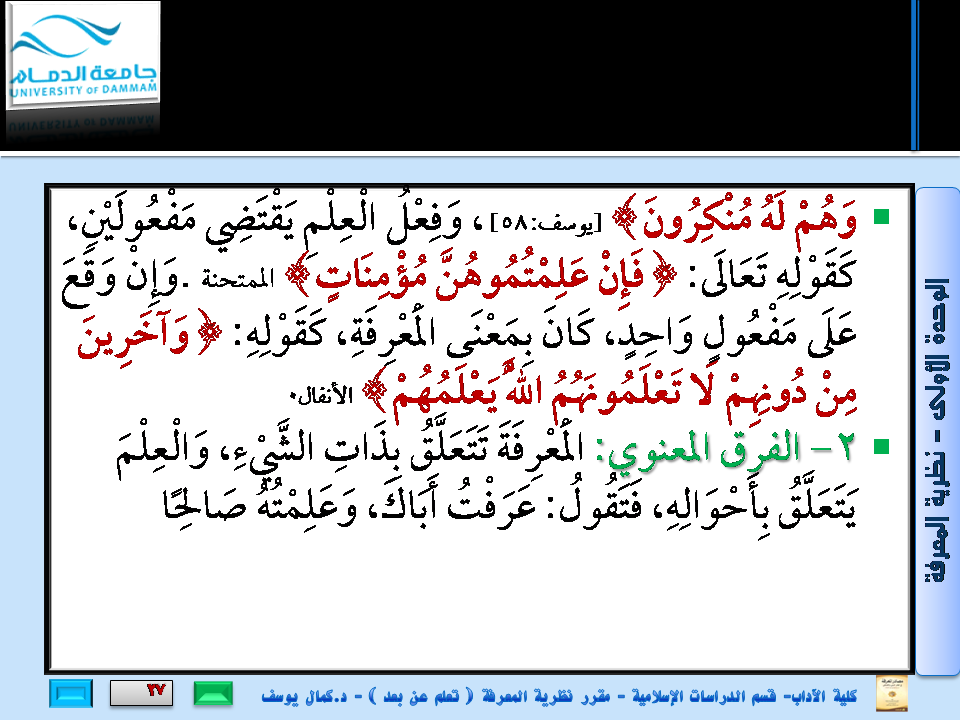 جامعة الدمام
UNIVERSITY OF DAMMAM
وَهُمْ لَهُ مُنْكِرُونَ﴾ [يوسف:٥٨]، وَفِعْلُ الْعِلْمِ يَقْتَضِي مَفْعُولَيْنِ،
كَقَوْلِهِ تَعَالَى: ﴿فَإِنْ عَلِمْتُمُوهُنَّ مُؤْمِنَاتٍ﴾ الممتحنة .وَإِنْ وَقَعَ
عَلَى مَفْعُولٍ وَاحِدٍ، كَانَ بِمَعْنَى الْمَعْرِفَةِ، كَقَوْلِهِ: ﴿وَآخَرِينَ
مِنْ دُونِهِمْ لَا تَعْلَمُونَهُمُ اللهُ يَعْلَمُهُمْ﴾ الأنفال.
٢- الفرق المعنوي: الْمَعْرِفَةَ تَتَعَلَّقُ بِذَاتِ الشَّيْءِ، وَالْعِلْمَ
يَتَعَلَّقُ بِأَحْوَالِهِ، فَتَقُولُ: عَرَفْتُ أَبَاكَ، وَعَلِمْتُهُ صَالِحًا
الوحدة الأولى - نظرية المعرفة
كلية الآداب- قسم الدراسات الإسلامية - مقرر نظرية المعرفة ( تعلم عن بعد ) - د.كمال يوسف
٣٧